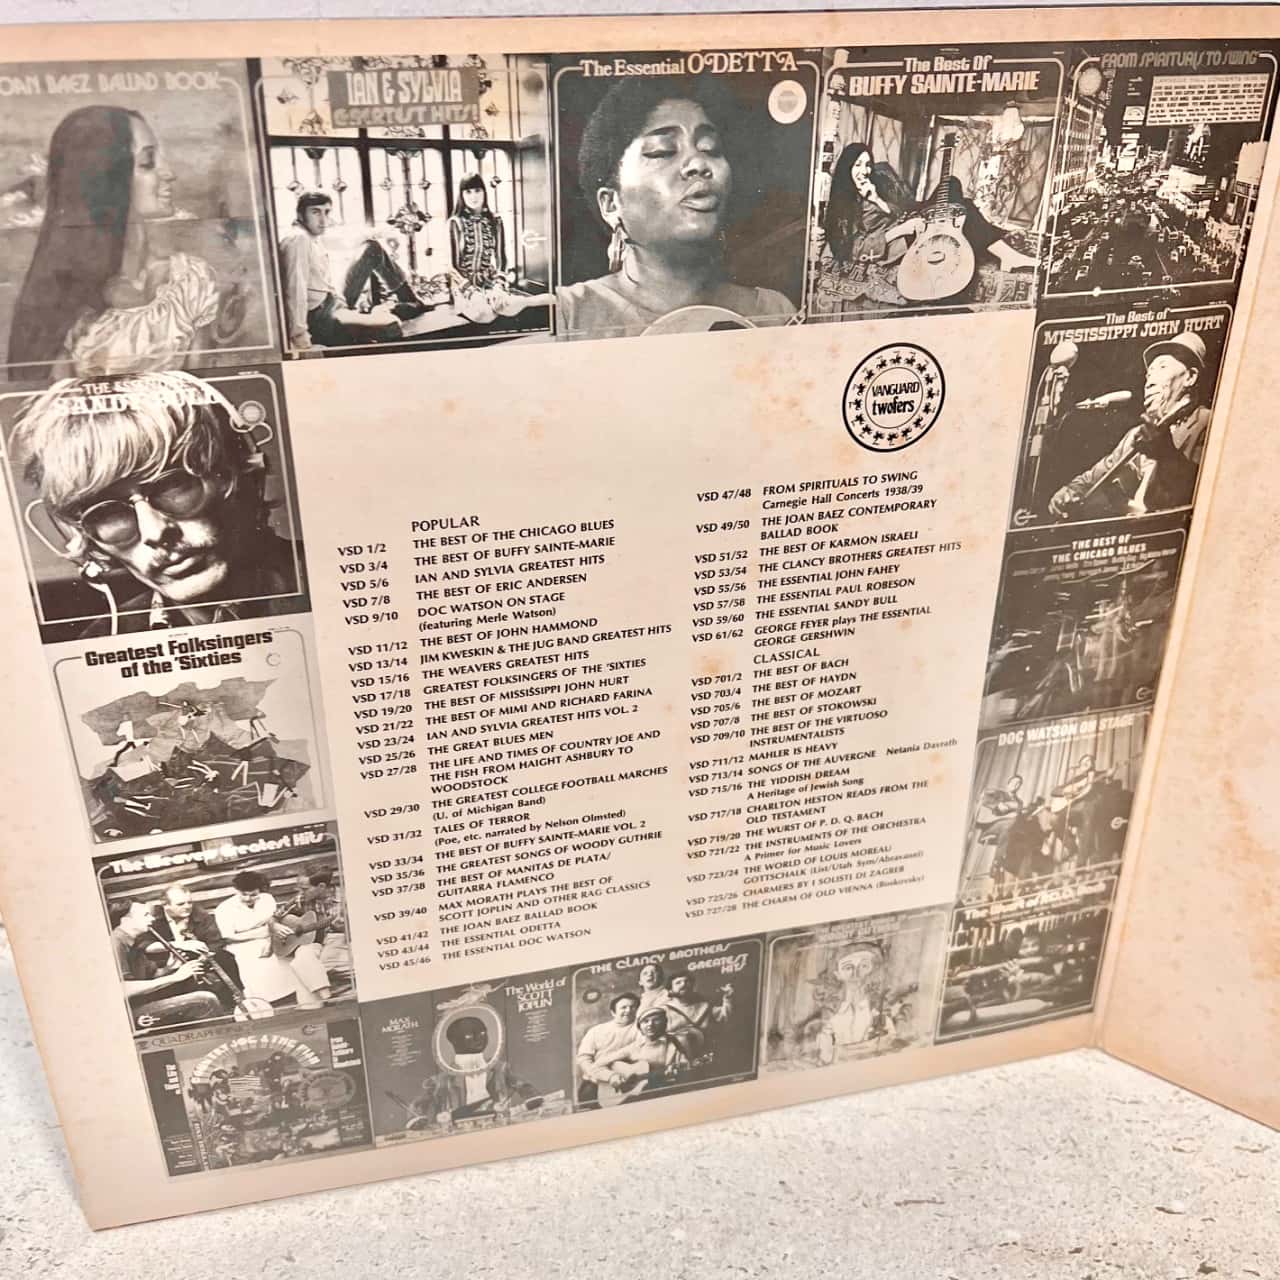 JOAN BAEZ BALLAD BOOK
IAN & SYLVIA
GREATEST HITS!
The Essential ODETTA
The Best Of
BUFFY SAINTE-MARIE
FROM SPIRITUALS TO SWING
THE ESSENTIAL
SANDY BULL
The Best of
MISSISSIPPI JOHN HURT
VANGUARD
twofers
POPULAR
VSD 1/2 THE BEST OF THE CHICAGO BLUES
VSD 3/4 THE BEST OF BUFFY SAINTE-MARIE
VSD 5/6 IAN AND SYLVIA GREATEST HITS
VSD 7/8 THE BEST OF ERIC ANDERSEN
VSD 9/10 DOC WATSON ON STAGE
(featuring Merle Watson)
VSD 11/12 THE BEST OF JOHN HAMMOND
VSD 13/14 JIM KWESKIN & THE JUG BAND GREATEST HITS
VSD 15/16 THE WEAVERS GREATEST HITS
VSD 17/18 GREATEST FOLKSINGERS OF THE 'SIXTIES
VSD 19/20 THE BEST OF MISSISSIPPI JOHN HURT
VSD 21/22 THE BEST OF MIMI AND RICHARD FARINA
VSD 23/24 IAN AND SYLVIA GREATEST HITS VOL. 2
VSD 25/26 THE GREAT BLUES MEN
VSD 27/28 THE LIFE AND TIMES OF COUNTRY JOE AND
THE FISH FROM HAIGHT ASHBURY TO
WOODSTOCK
VSD 29/30 THE GREATEST COLLEGE FOOTBALL MARCHES
(U. of Michigan Band)
VSD 31/32 TALES OF TERROR
(Poe, etc. narrated by Nelson Olmsted)
VSD 33/34 THE BEST OF BUFFY SAINTE-MARIE VOL. 2
VSD 35/36 THE GREATEST SONGS OF WOODY GUTHRIE
VSD 37/38 THE BEST OF MANITAS DE PLATA/
GUITARRA FLAMENCO
VSD 39/40 MAX MORATH PLAYS THE BEST OF
SCOTT JOPLIN AND OTHER RAG CLASSICS
VSD 41/42 THE JOAN BAEZ BALLAD BOOK
VSD 43/44 THE ESSENTIAL ODETTA
VSD 45/46 THE ESSENTIAL DOC WATSON
VSD 47/48 FROM SPIRITUALS TO SWING
Carnegie Hall Concerts 1938/39
VSD 49/50 THE JOAN BAEZ CONTEMPORARY
BALLAD BOOK
VSD 51/52 THE BEST OF KARMON ISRAELI
VSD 53/54 THE CLANCY BROTHERS GREATEST HITS
VSD 55/56 THE ESSENTIAL JOHN FAHEY
VSD 57/58 THE ESSENTIAL PAUL ROBESON
VSD 59/60 THE ESSENTIAL SANDY BULL
VSD 61/62 GEORGE FEYER plays THE ESSENTIAL
GEORGE GERSHWIN
CLASSICAL
VSD 701/2 THE BEST OF BACH
VSD 703/4 THE BEST OF HAYDN
VSD 705/6 THE BEST OF MOZART
VSD 707/8 THE BEST OF STOKOWSKI
VSD 709/10 THE BEST OF THE VIRTUOSO
INSTRUMENTALISTS
VSD 711/12 MAHLER IS HEAVY
VSD 713/14 SONGS OF THE AUVERGNE Netania Davrath
VSD 715/16 THE YIDDISH DREAM
A Heritage of Jewish Song
VSD 717/18 CHARLTON HESTON READS FROM THE
OLD TESTAMENT
VSD 719/20 THE WURST OF P. D. Q. BACH
VSD 721/22 THE INSTRUMENTS OF THE ORCHESTRA
A Primer for Music Lovers
VSD 723/24 THE WORLD OF LOUIS MOREAU
GOTTSCHALK (List/Utah Sym/Abravanel)
VSD 725/26 CHARMERS BY I SOLISTI DI ZAGREB
VSD 727/28 THE CHARM OF OLD VIENNA (Boskovsky)
THE BEST OF
THE CHICAGO BLUES
Greatest Folksingers
of the 'Sixties
DOC WATSON ON STAGE
The Weavers Greatest Hits
QUADRAPHONIC
COUNTRY JOE & THE FISH
MAX
MORATH
The World of
SCOTT
JOPLIN
THE CLANCY BROTHERS
GREATEST
HITS